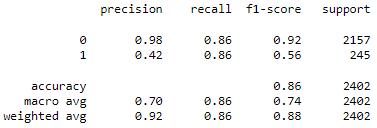 precision recall f1-score support
0 0.98 0.86 0.92 2157
1 0.42 0.86 0.56 245
accuracy 0.86 2402
macro avg 0.70 0.86 0.74 2402
weighted avg 0.92 0.86 0.88 2402